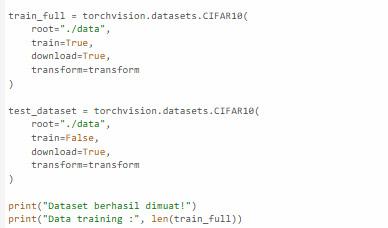 train_full = torchvision.datasets.CIFAR10(
    root="./data",
    train=True,
    download=True,
    transform=transform
)

test_dataset = torchvision.datasets.CIFAR10(
    root="./data",
    train=False,
    download=True,
    transform=transform
)

print("Dataset berhasil dimuat!")
print("Data training :", len(train_full))